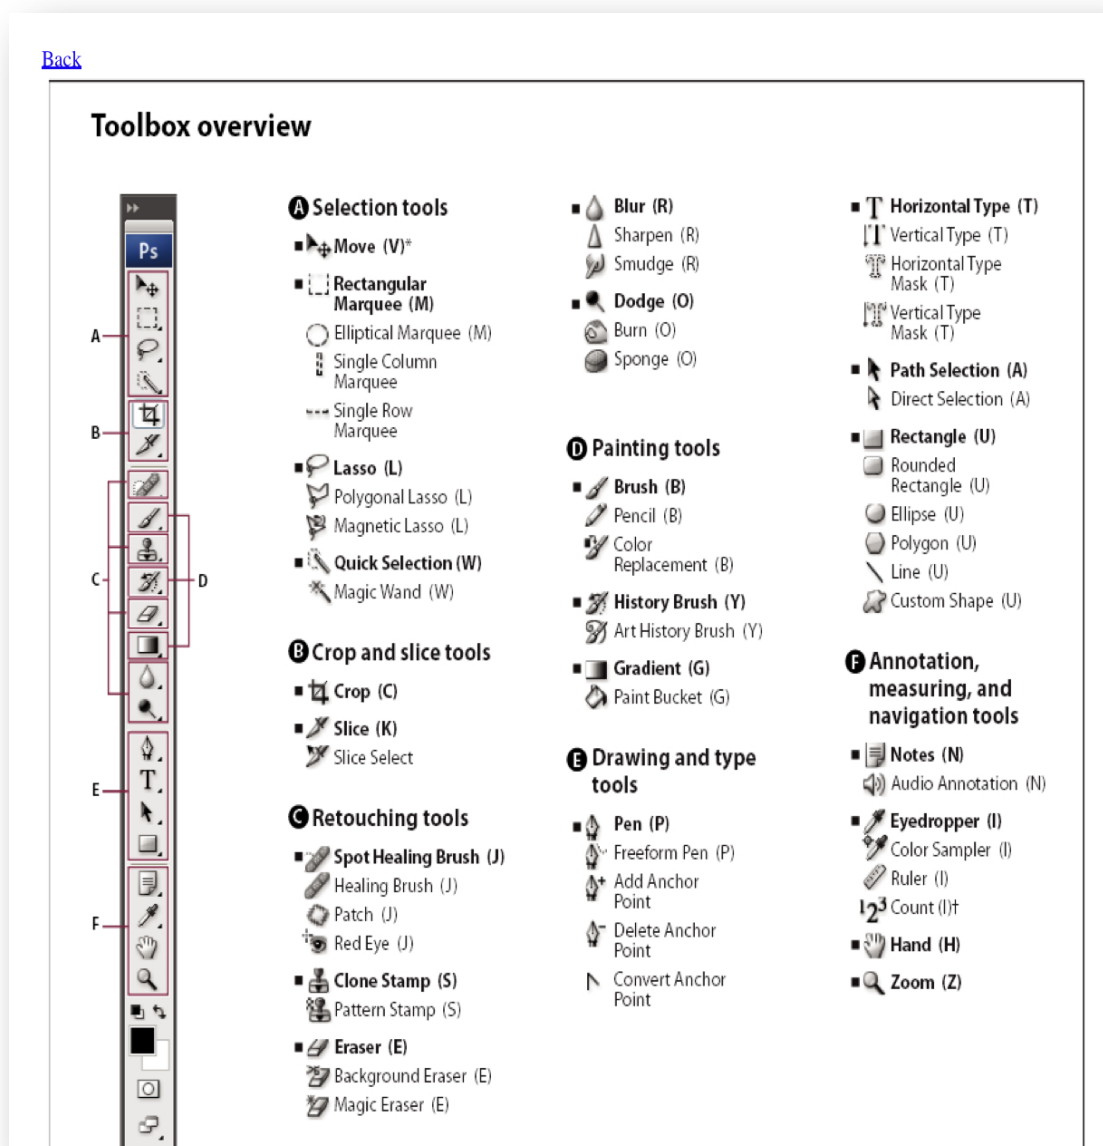 Back
Toolbox overview
Ps
A
B
C
D
E
F
A Selection tools
Move (V)*
Rectangular
Marquee (M)
Elliptical Marquee (M)
Single Column
Marquee
Single Row
Marquee
Lasso (L)
Polygonal Lasso (L)
Magnetic Lasso (L)
Quick Selection (W)
Magic Wand (W)
B Crop and slice tools
Crop (C)
Slice (K)
Slice Select
C Retouching tools
Spot Healing Brush (J)
Healing Brush (J)
Patch (J)
Red Eye (J)
Clone Stamp (S)
Pattern Stamp (S)
Eraser (E)
Background Eraser (E)
Magic Eraser (E)
Blur (R)
Sharpen (R)
Smudge (R)
Dodge (O)
Burn (O)
Sponge (O)
D Painting tools
Brush (B)
Pencil (B)
Color
Replacement (B)
History Brush (Y)
Art History Brush (Y)
Gradient (G)
Paint Bucket (G)
E Drawing and type
tools
Pen (P)
Freeform Pen (P)
Add Anchor
Point
Delete Anchor
Point
Convert Anchor
Point
Horizontal Type (T)
Vertical Type (T)
Horizontal Type
Mask (T)
Vertical Type
Mask (T)
Path Selection (A)
Direct Selection (A)
Rectangle (U)
Rounded
Rectangle (U)
Ellipse (U)
Polygon (U)
Line (U)
Custom Shape (U)
F Annotation,
measuring, and
navigation tools
Notes (N)
Audio Annotation (N)
Eyedropper (I)
Color Sampler (I)
Ruler (I)
123 Count (I)†
Hand (H)
Zoom (Z)